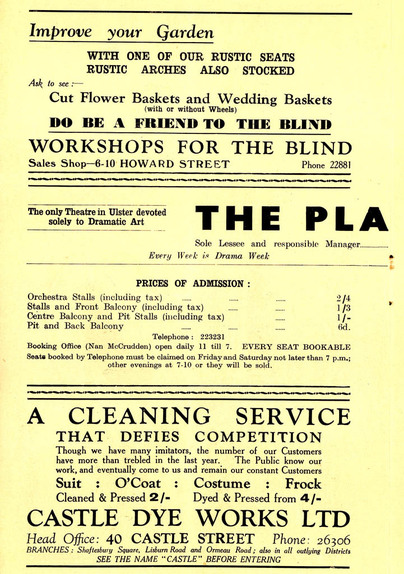 Improve your Garden
WITH ONE OF OUR RUSTIC SEATS
RUSTIC ARCHES ALSO STOCKED
Ask to see :—
Cut Flower Baskets and Wedding Baskets
(with or without Wheels)
DO BE A FRIEND TO THE BLIND
WORKSHOPS FOR THE BLIND
Sales Shop—6-10 HOWARD STREET Phone 22881
The only Theatre in Ulster devoted
solely to Dramatic Art
THE PLA
Sole Lessee and responsible Manager
Every Week is Drama Week
PRICES OF ADMISSION :
Orchestra Stalls (including tax) .... .... 2/4
Stalls and Front Balcony (including tax) .... .... 1/3
Centre Balcony and Pit Stalls (including tax) .... 1/-
Pit and Back Balcony .... .... .... 6d.
Telephone : 223231
Booking Office (Nan McCrudden) open daily 11 till 7. EVERY SEAT BOOKABLE
Seats booked by Telephone must be claimed on Friday and Saturday not later than 7 p.m.;
other evenings at 7-10 or they will be sold.
A CLEANING SERVICE
THAT DEFIES COMPETITION
Though we have many imitators, the number of our Customers
have more than trebled in the last year. The Public know our
work, and eventually come to us and remain our constant Customers
Suit : O'Coat : Costume : Frock
Cleaned & Pressed 2/- Dyed & Pressed from 4/-
CASTLE DYE WORKS LTD
Head Office: 40 CASTLE STREET Phone: 26306
BRANCHES : Shaftesbury Square, Lisburn Road and Ormeau Road; also in all outlying Districts
SEE THE NAME "CASTLE" BEFORE ENTERING